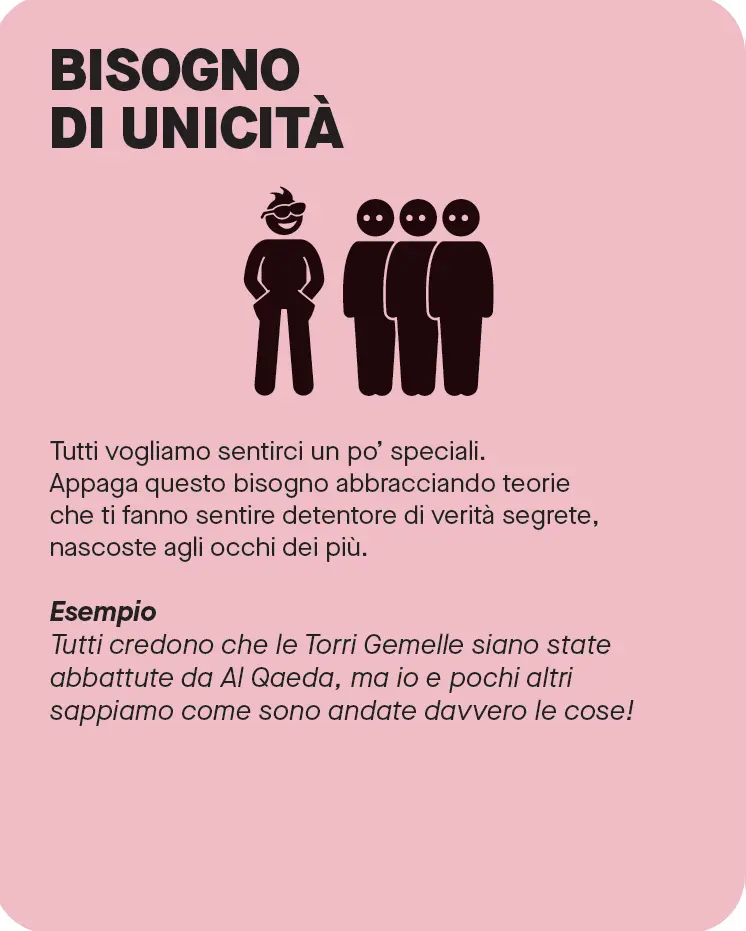 BISOGNO
DI UNICITÀ
Tutti vogliamo sentirci un po’ speciali.
Appaga questo bisogno abbracciando teorie
che ti fanno sentire detentore di verità segrete,
nascoste agli occhi dei più.
Esempio
Tutti credono che le Torri Gemelle siano state
abbattute da Al Qaeda, ma io e pochi altri
sappiamo come sono andate davvero le cose!